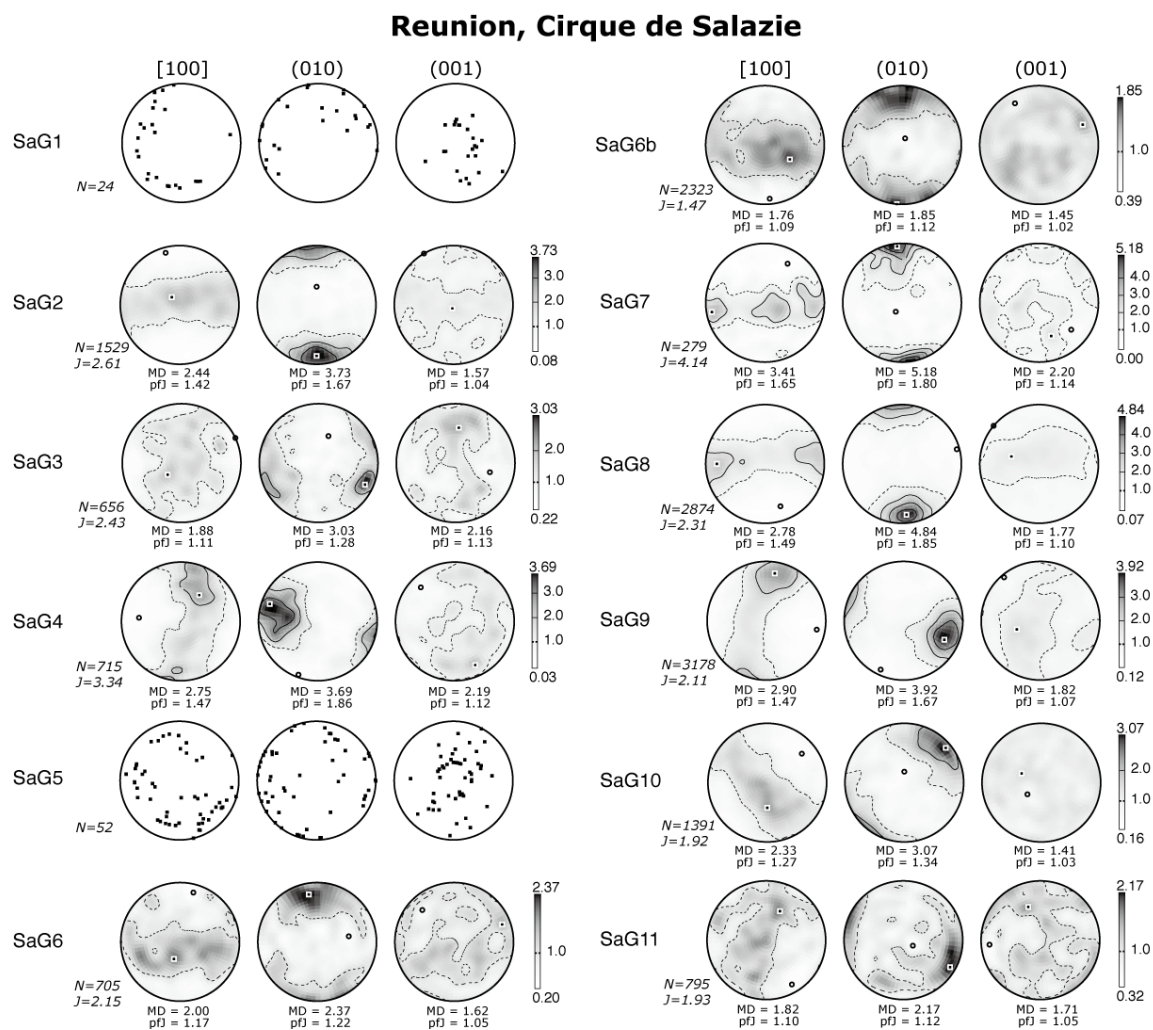 Reunion, Cirque de Salazie
[100] (010) (001)
SaG1
N=24
SaG2
N=1529
J=2.61
MD = 2.44 pfJ = 1.42
MD = 3.73 pfJ = 1.67
MD = 1.57 pfJ = 1.04
3.73
3.0
2.0
1.0
0.08
SaG3
N=656
J=2.43
MD = 1.88 pfJ = 1.11
MD = 3.03 pfJ = 1.28
MD = 2.16 pfJ = 1.13
3.03
2.0
1.0
0.22
SaG4
N=715
J=3.34
MD = 2.75 pfJ = 1.47
MD = 3.69 pfJ = 1.86
MD = 2.19 pfJ = 1.12
3.69
3.0
2.0
1.0
0.03
SaG5
N=52
SaG6
N=705
J=2.15
MD = 2.00 pfJ = 1.17
MD = 2.37 pfJ = 1.22
MD = 1.62 pfJ = 1.05
2.37
1.0
0.20
[100] (010) (001)
SaG6b
N=2323
J=1.47
MD = 1.76 pfJ = 1.09
MD = 1.85 pfJ = 1.12
MD = 1.45 pfJ = 1.02
1.85
1.0
0.39
SaG7
N=279
J=4.14
MD = 3.41 pfJ = 1.65
MD = 5.18 pfJ = 1.80
MD = 2.20 pfJ = 1.14
5.18
4.0
3.0
2.0
1.0
0.00
SaG8
N=2874
J=2.31
MD = 2.78 pfJ = 1.49
MD = 4.84 pfJ = 1.85
MD = 1.77 pfJ = 1.10
4.84
4.0
3.0
2.0
1.0
0.07
SaG9
N=3178
J=2.11
MD = 2.90 pfJ = 1.47
MD = 3.92 pfJ = 1.67
MD = 1.82 pfJ = 1.07
3.92
3.0
2.0
1.0
0.12
SaG10
N=1391
J=1.92
MD = 2.33 pfJ = 1.27
MD = 3.07 pfJ = 1.34
MD = 1.41 pfJ = 1.03
3.07
2.0
1.0
0.16
SaG11
N=795
J=1.93
MD = 1.82 pfJ = 1.10
MD = 2.17 pfJ = 1.12
MD = 1.71 pfJ = 1.05
2.17
1.0
0.32